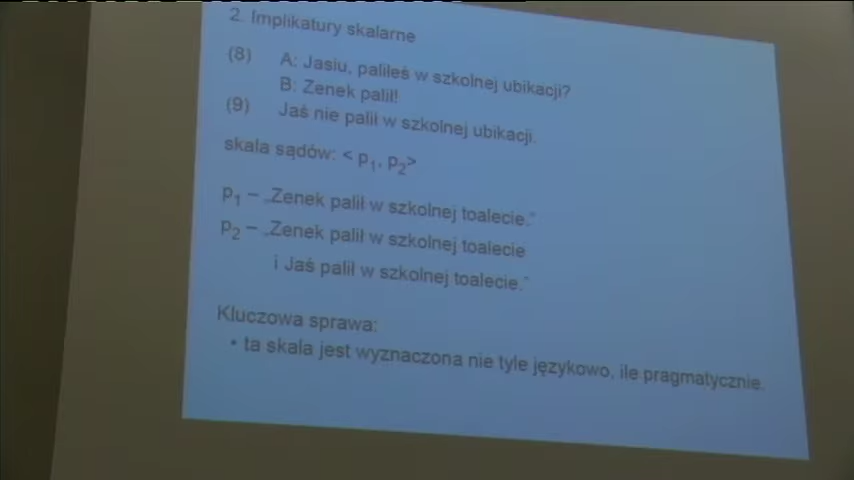 2. Implikatury skalarne
(8) A: Jasiu, paliłeś w szkolnej ubikacji?
B: Zenek palił!
(9) Jaś nie palił w szkolnej ubikacji.
skala sądów: < p1, p2>
p1 – „Zenek palił w szkolnej toalecie.”
p2 – „Zenek palił w szkolnej toalecie
i Jaś palił w szkolnej toalecie.”
Kluczowa sprawa:
• ta skala jest wyznaczona nie tyle językowo, ile pragmatycznie.